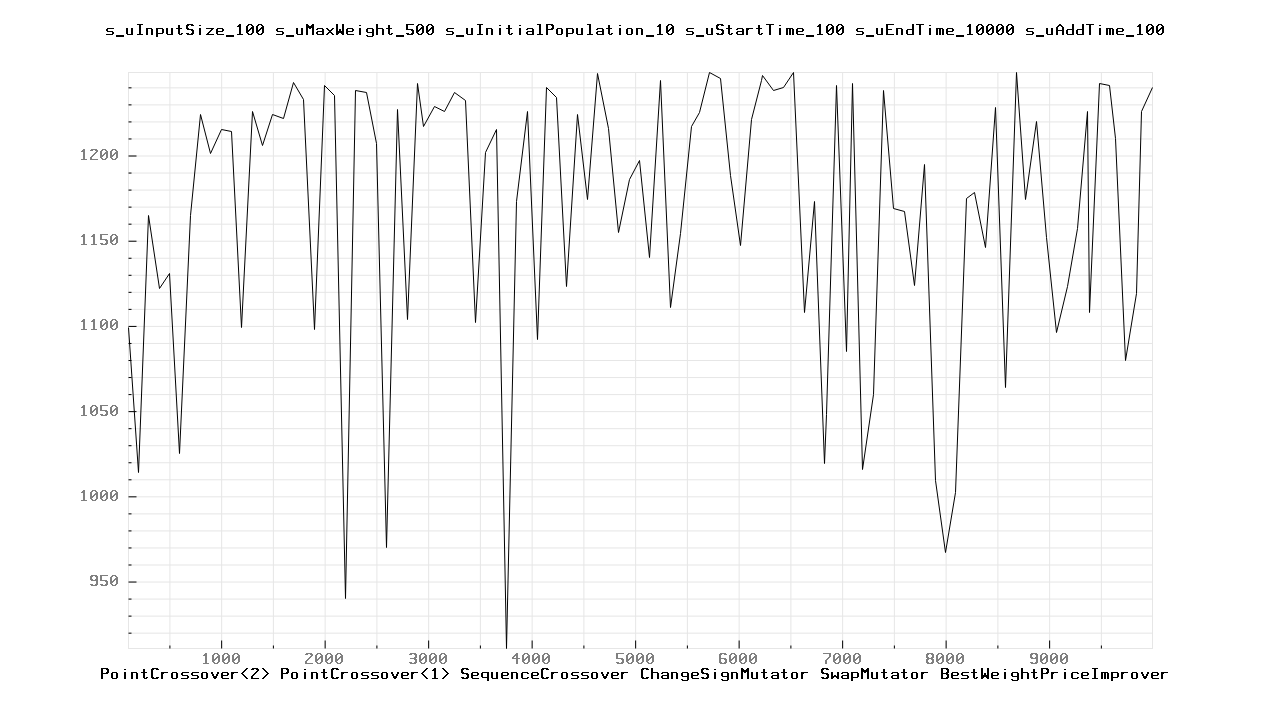 s_uInputSize_100 s_uMaxWeight_500 s_uInitialPopulation_10 s_uStartTime_100 s_uEndTime_10000 s_uAddTime_100
1200
1150
1100
1050
1000
950
1000 2000 3000 4000 5000 6000 7000 8000 9000
PointCrossover<2> PointCrossover<1> SequenceCrossover ChangeSignMutator SwapMutator BestWeightPriceImprover